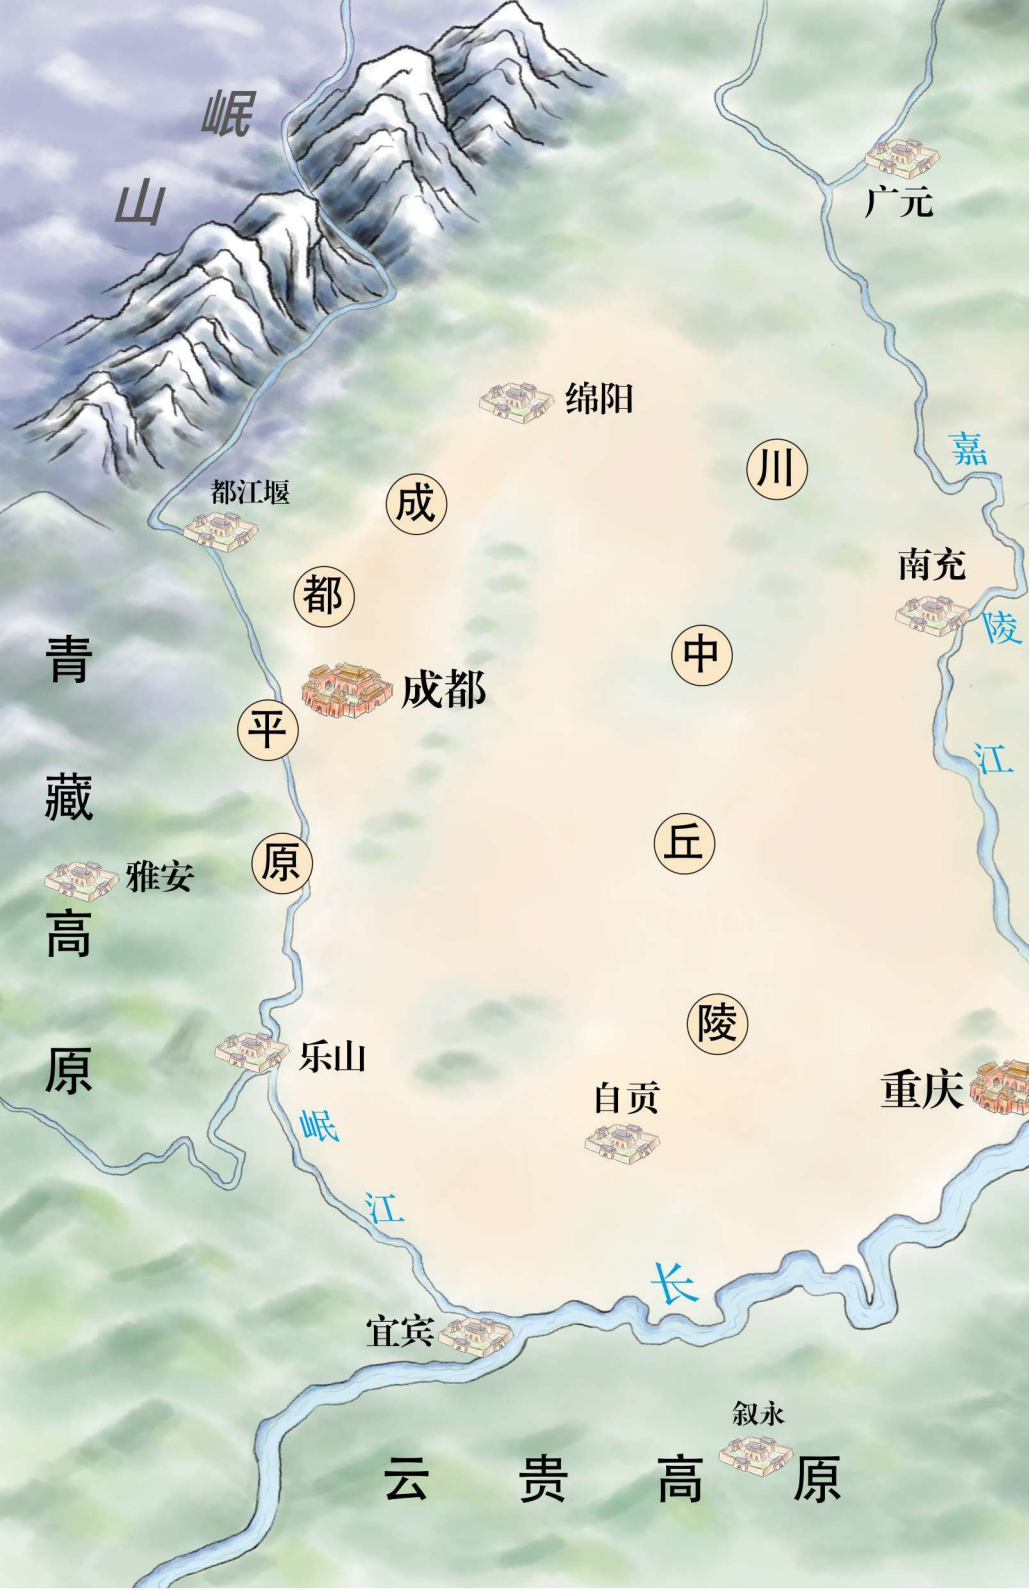 岷山
广元
绵阳
都江堰
成都平原
川中丘陵
嘉陵江
南充
成都
青藏高原
雅安
乐山
岷江
自贡
重庆
长
宜宾
叙永
云贵高原